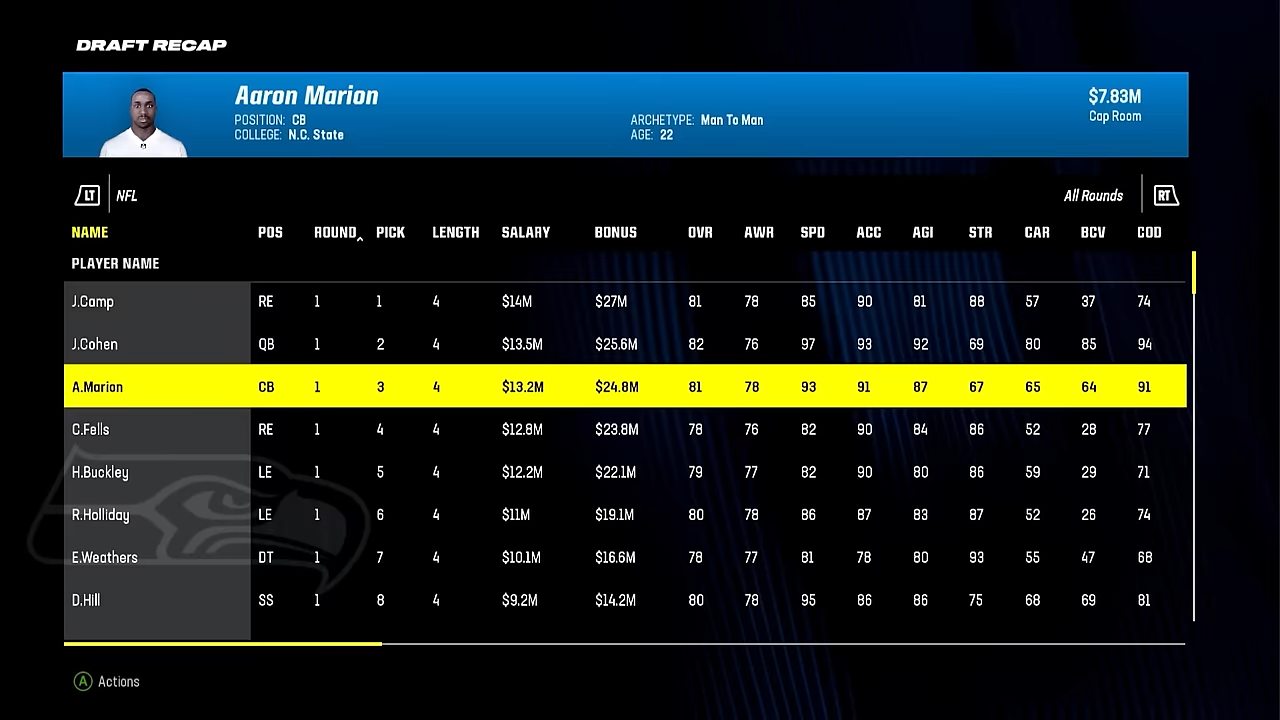 DRAFT RECAP
Aaron Marion
POSITION: CB
COLLEGE: N.C. State
ARCHETYPE: Man To Man
AGE: 22
$7.83M
Cap Room
LT NFL All Rounds RT
NAME POS ROUND PICK LENGTH SALARY BONUS OVR AWR SPD ACC AGI STR CAR BCV COD
PLAYER NAME
J.Camp RE 1 1 4 $14M $27M 81 78 85 90 81 88 57 37 74
J.Cohen QB 1 2 4 $13.5M $25.6M 82 76 97 93 92 69 80 85 94
A.Marion CB 1 3 4 $13.2M $24.8M 81 78 93 91 87 67 65 64 91
C.Fells RE 1 4 4 $12.8M $23.8M 78 76 82 90 84 86 52 28 77
H.Buckley LE 1 5 4 $12.2M $22.1M 79 77 82 90 80 86 59 29 71
R.Holliday LE 1 6 4 $11M $19.1M 80 78 86 87 83 87 52 26 74
E.Weathers DT 1 7 4 $10.1M $16.6M 78 77 81 78 80 93 55 47 68
D.Hill SS 1 8 4 $9.2M $14.2M 80 78 95 86 86 75 68 69 81
A Actions